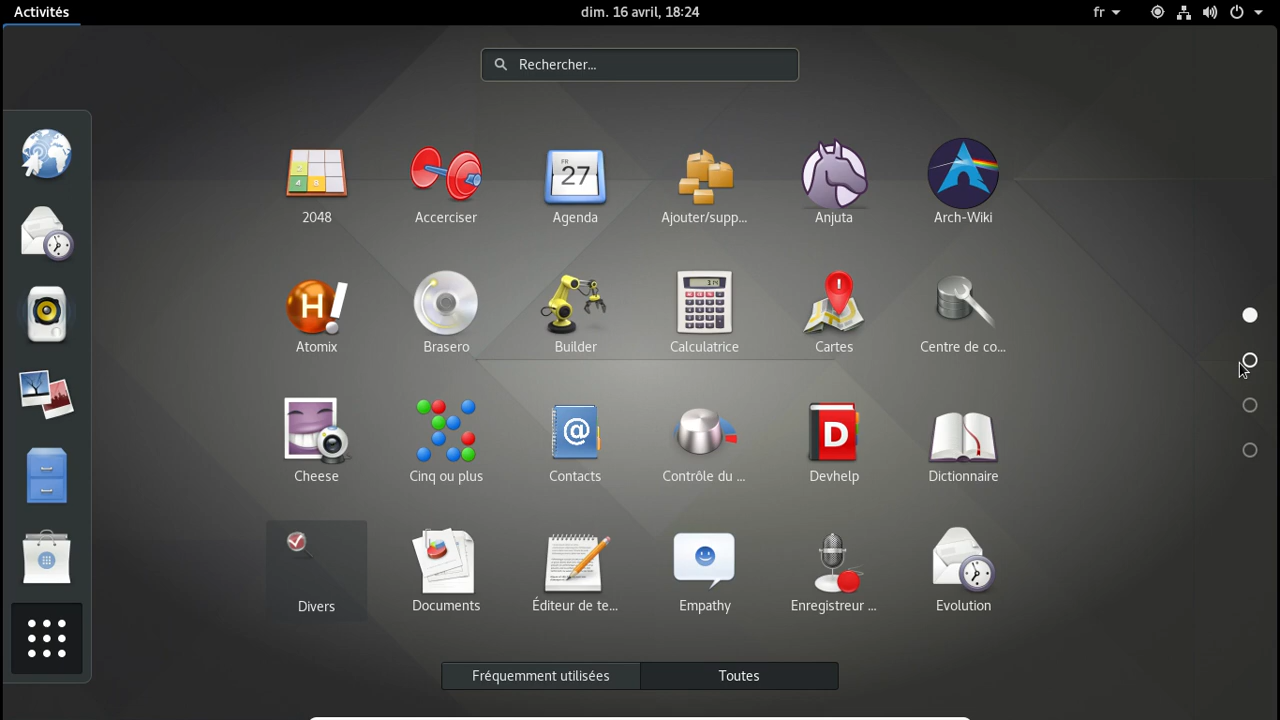 Activités
dim. 16 avril, 18:24
fr
Rechercher...
2048
Accerciser
Agenda
Ajouter/supp...
Anjuta
Arch-Wiki
FR
27
Atomix
Brasero
Builder
Calculatrice
Cartes
Centre de co...
H
Cheese
Cinq ou plus
Contacts
Contrôle du ...
Devhelp
Dictionnaire
@
D
Divers
Documents
Éditeur de te...
Empathy
Enregistreur ...
Evolution
Fréquemment utilisées
Toutes